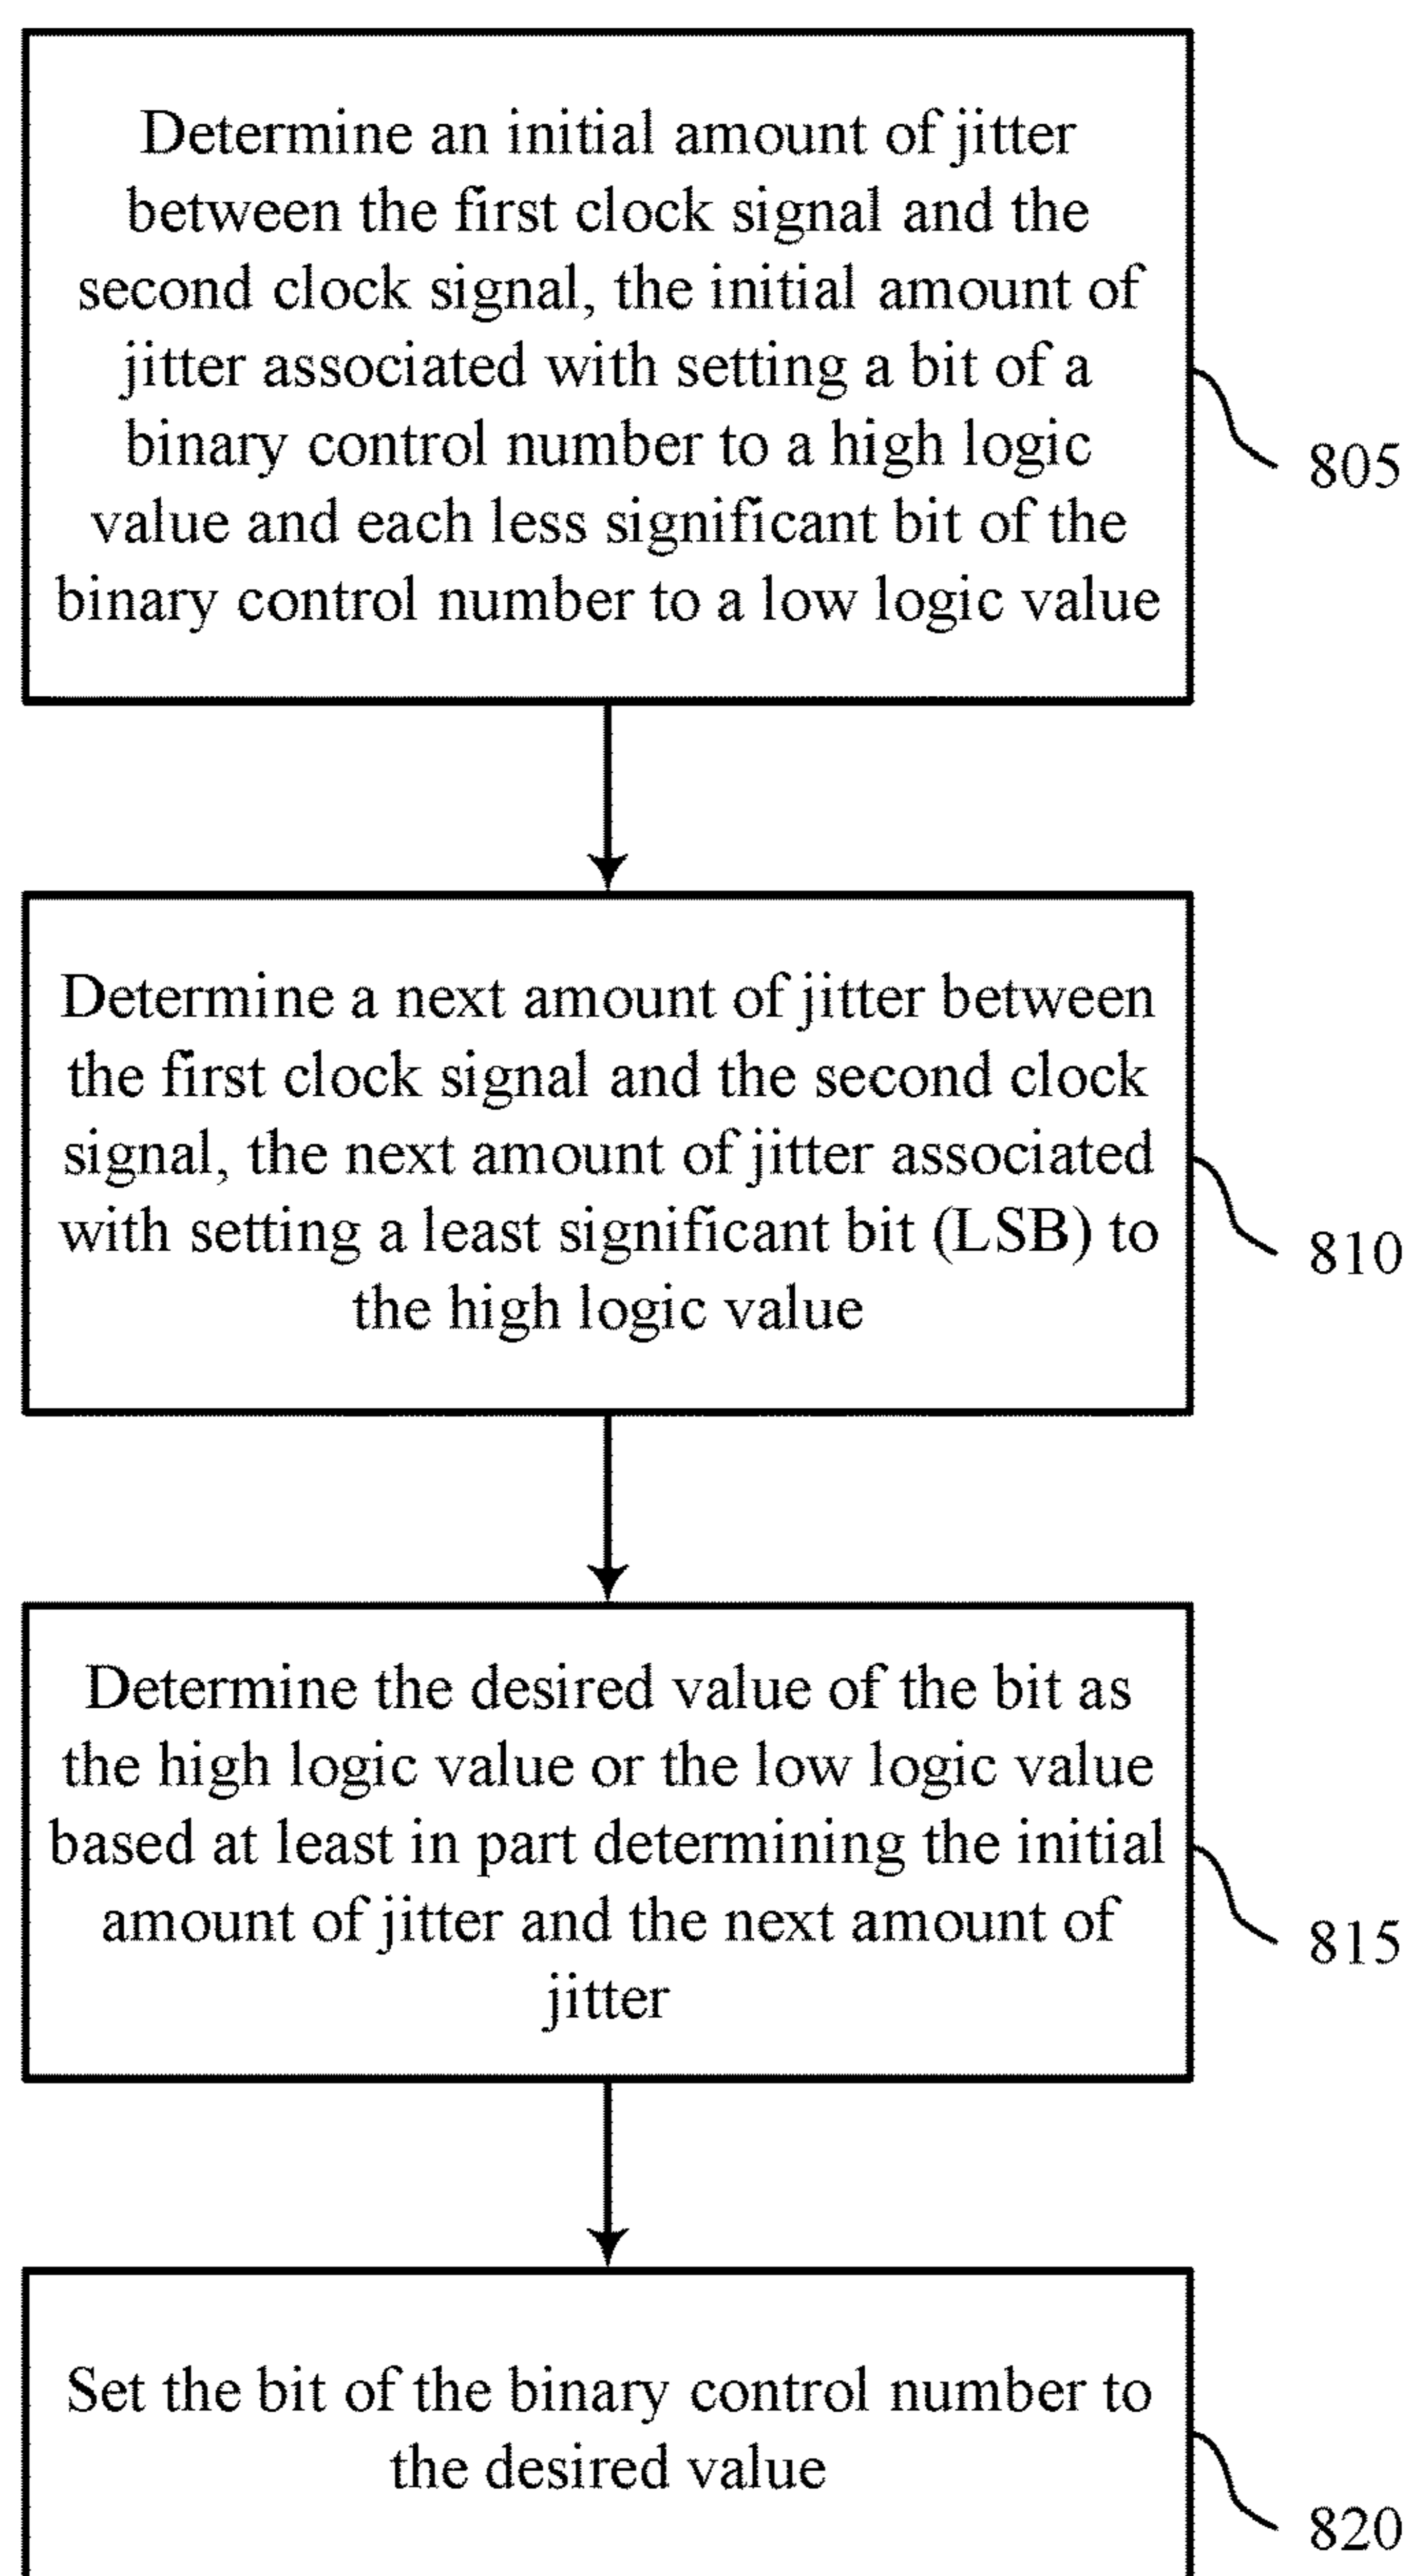 Determine an initial amount of jitter
between the first clock signal and the
second clock signal, the initial amount of
jitter associated with setting a bit of a
binary control number to a high logic
value and each less significant bit of the
binary control number to a low logic value
805
Determine a next amount of jitter between
the first clock signal and the second clock
signal, the next amount of jitter associated
with setting a least significant bit (LSB) to
the high logic value
810
Determine the desired value of the bit as
the high logic value or the low logic value
based at least in part determining the initial
amount of jitter and the next amount of
jitter
815
Set the bit of the binary control number to
the desired value
820